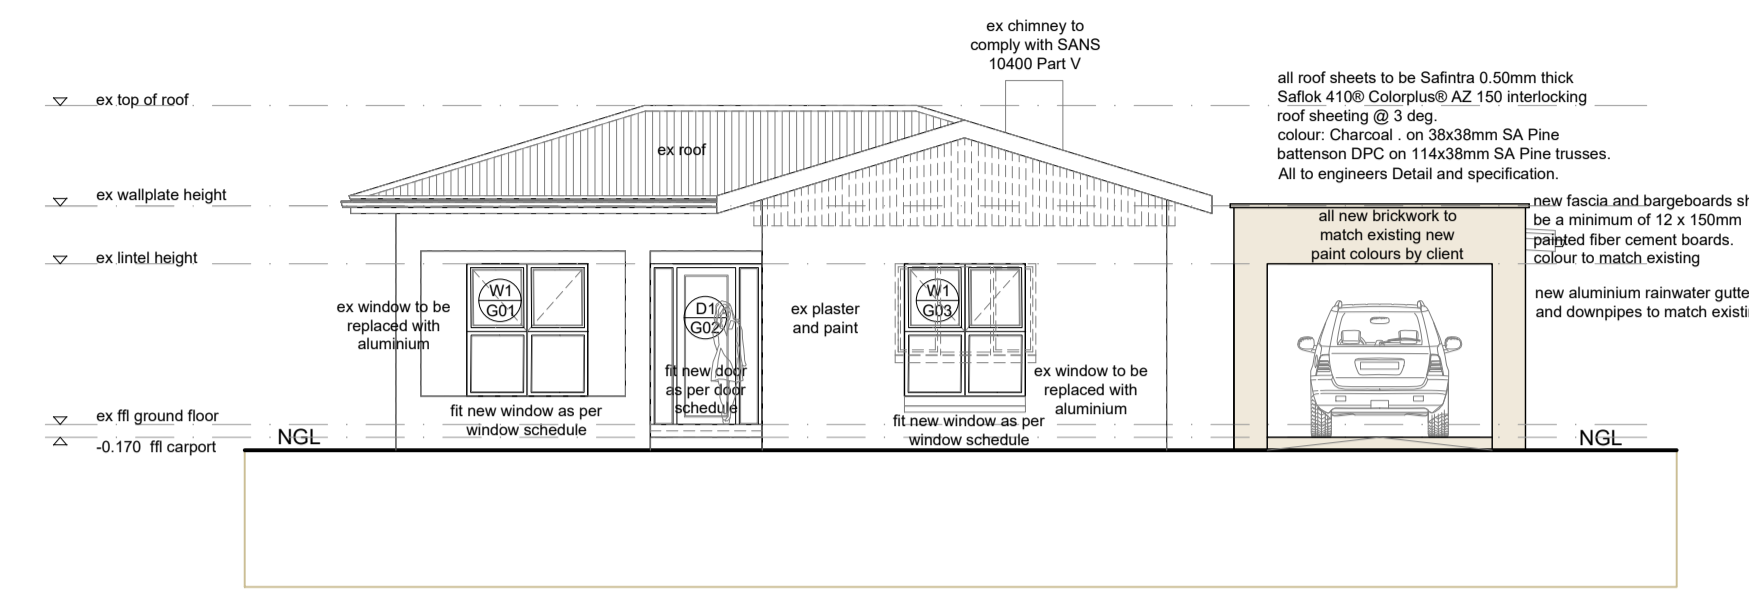 ex chimney to
comply with SANS
10400 Part V
all roof sheets to be Safintra 0.50mm thick
Saflok 410® Colorplus® AZ 150 interlocking
roof sheeting @ 3 deg.
colour: Charcoal . on 38x38mm SA Pine
battenson DPC on 114x38mm SA Pine trusses.
All to engineers Detail and specification.
ex top of roof
ex roof
ex wallplate height
new fascia and bargeboards sh
be a minimum of 12 x 150mm
painted fiber cement boards.
colour to match existing
all new brickwork to
match existing new
paint colours by client
ex lintel height
new aluminium rainwater gutte
and downpipes to match existi
ex window to be
replaced with
aluminium
W1
G01
D1
G02
ex plaster
and paint
W1
G03
fit new door
as per door
schedule
ex window to be
replaced with
aluminium
fit new window as per
window schedule
fit new window as per
window schedule
ex ffl ground floor
-0.170 ffl carport
NGL
NGL